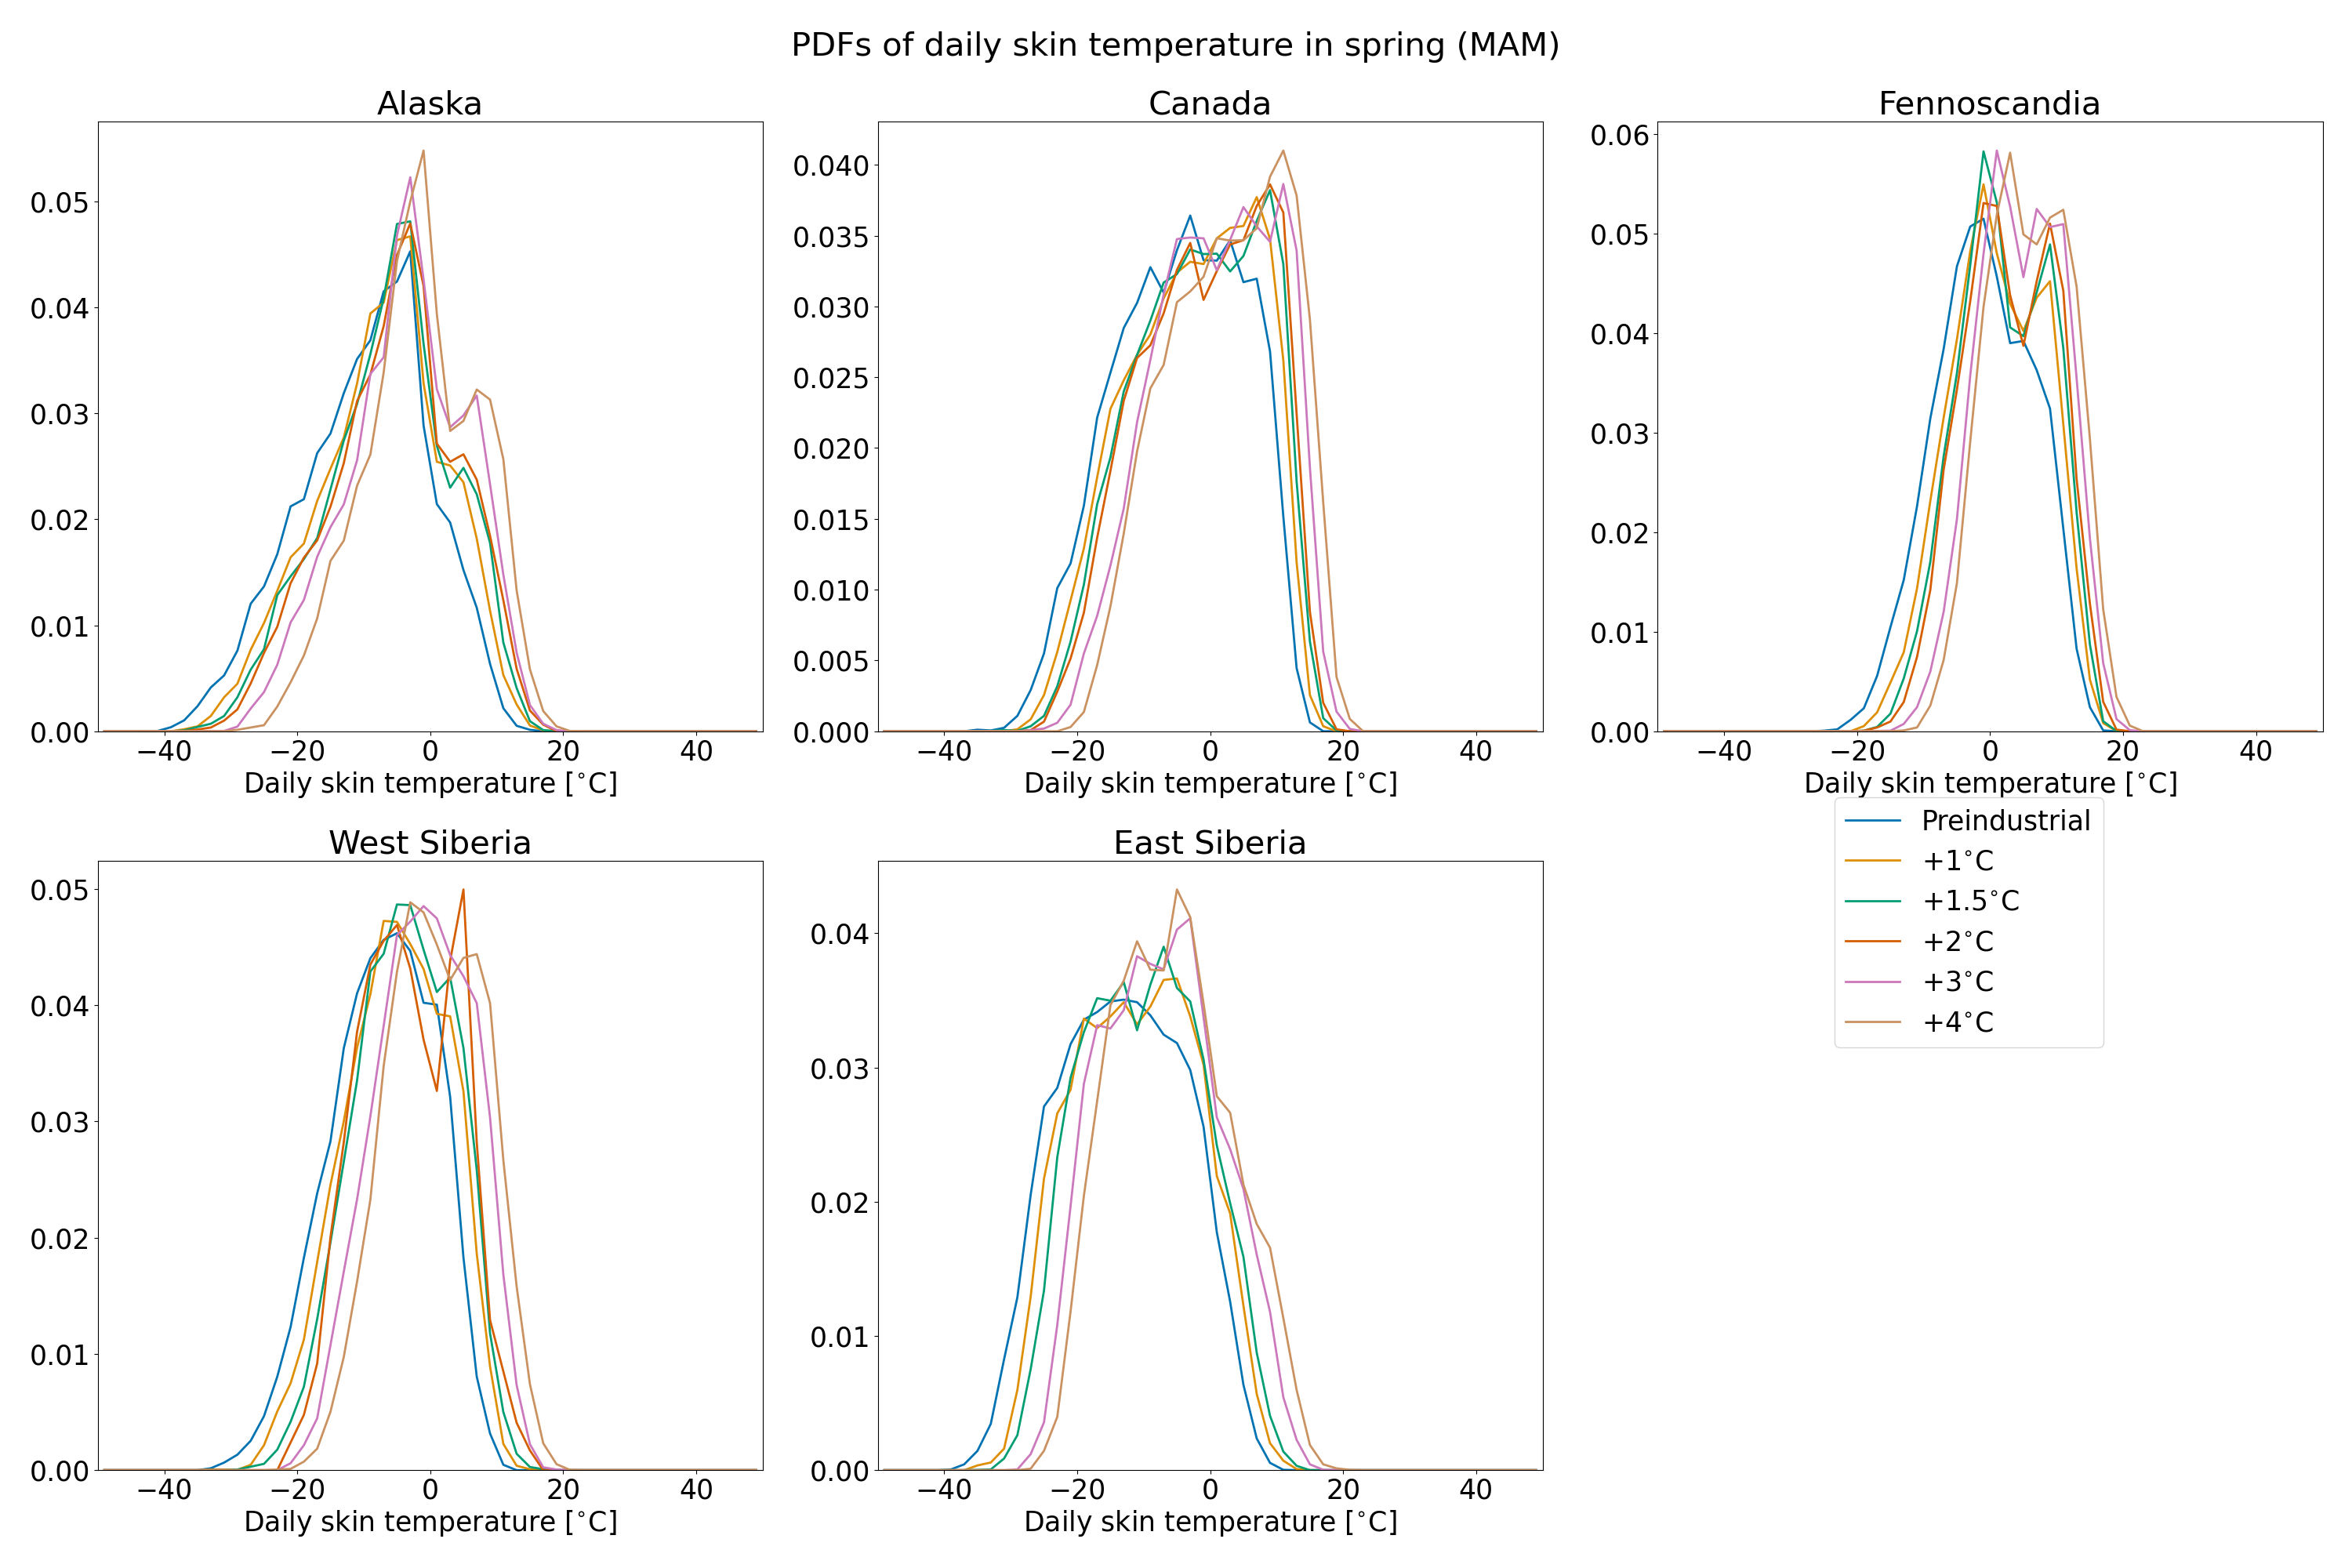 PDFs of daily skin temperature in spring (MAM)
Alaska
0.05
0.04
0.03
0.02
0.01
0.00
−40 −20 0 20 40
Daily skin temperature [°C]
Canada
0.040
0.035
0.030
0.025
0.020
0.015
0.010
0.005
0.000
−40 −20 0 20 40
Daily skin temperature [°C]
Fennoscandia
0.06
0.05
0.04
0.03
0.02
0.01
0.00
−40 −20 0 20 40
Daily skin temperature [°C]
West Siberia
0.05
0.04
0.03
0.02
0.01
0.00
−40 −20 0 20 40
Daily skin temperature [°C]
East Siberia
0.04
0.03
0.02
0.01
0.00
−40 −20 0 20 40
Daily skin temperature [°C]
Preindustrial
+1°C
+1.5°C
+2°C
+3°C
+4°C